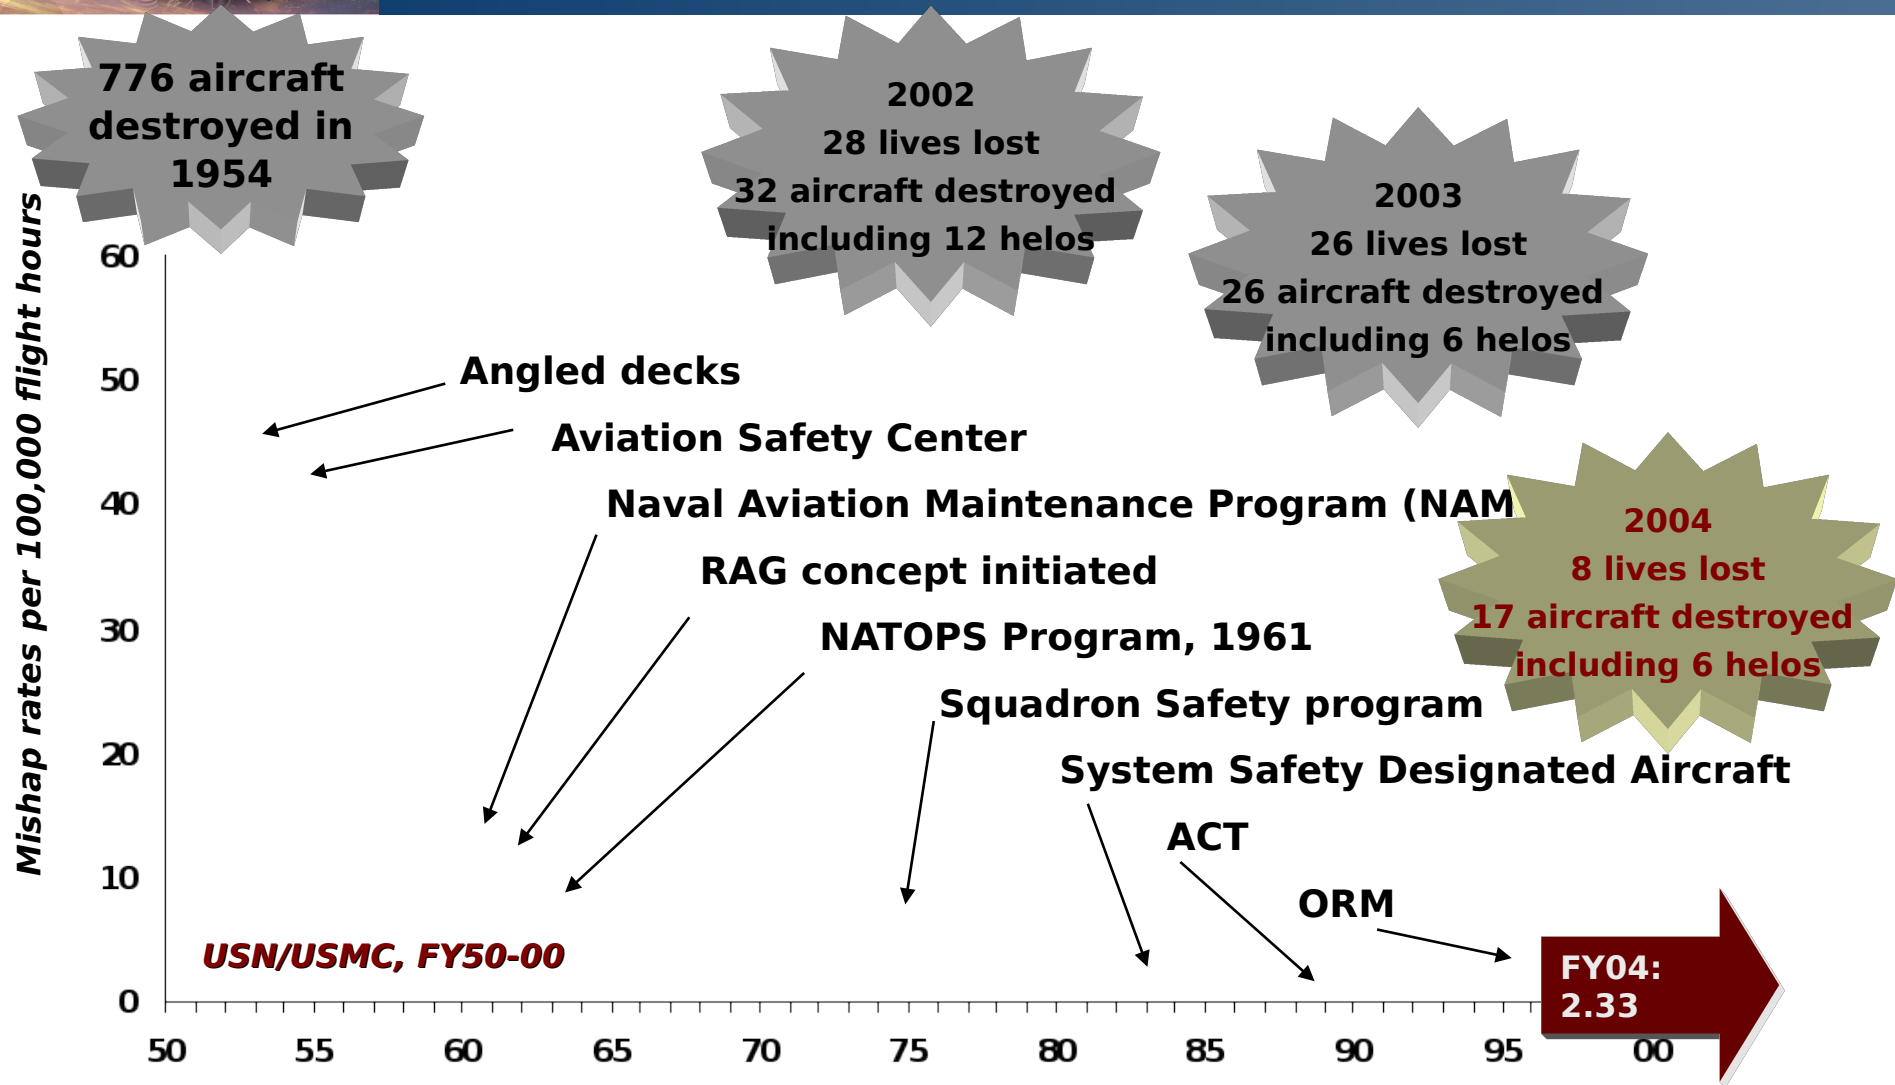 776 aircraft
destroyed in
1954
2002
28 lives lost
32 aircraft destroyed
including 12 helos
2003
26 lives lost
26 aircraft destroyed
including 6 helos
2004
8 lives lost
17 aircraft destroyed
including 6 helos
Mishap rates per 100,000 flight hours
60
50
40
30
20
10
0
Angled decks
Aviation Safety Center
Naval Aviation Maintenance Program (NAM
RAG concept initiated
NATOPS Program, 1961
Squadron Safety program
System Safety Designated Aircraft
ACT
ORM
USN/USMC, FY50-00
FY04:
2.33
50 55 60 65 70 75 80 85 90 95 00